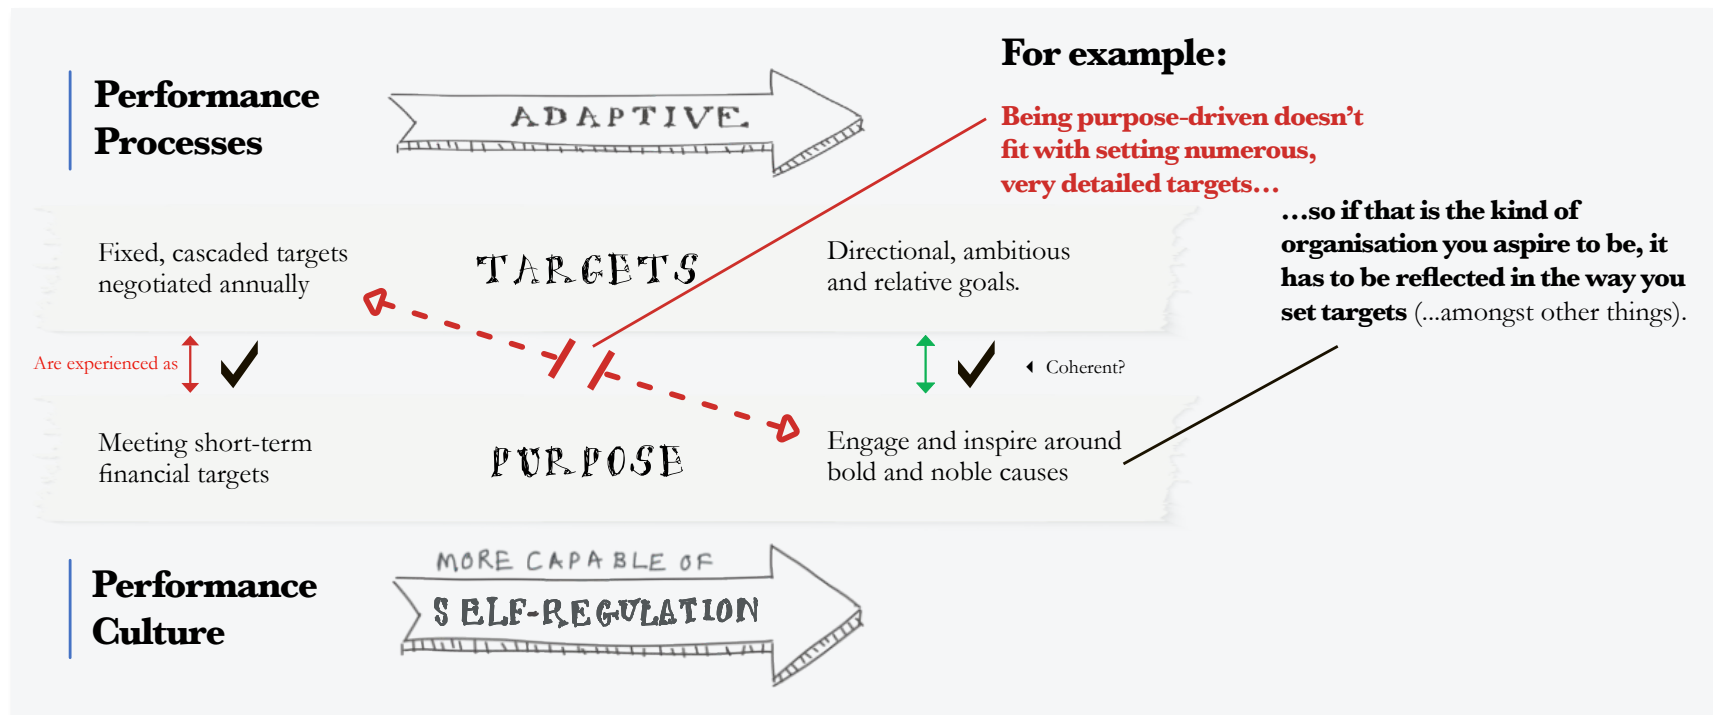 For example:
Performance
Processes
ADAPTIVE
Being purpose-driven doesn’t
fit with setting numerous,
very detailed targets…
…so if that is the kind of
organisation you aspire to be, it
has to be reflected in the way you
set targets (...amongst other things).
Fixed, cascaded targets
negotiated annually
TARGETS
Directional, ambitious
and relative goals.
Are experienced as
Coherent?
Meeting short-term
financial targets
PURPOSE
Engage and inspire around
bold and noble causes
Performance
Culture
MORE CAPABLE OF
SELF-REGULATION